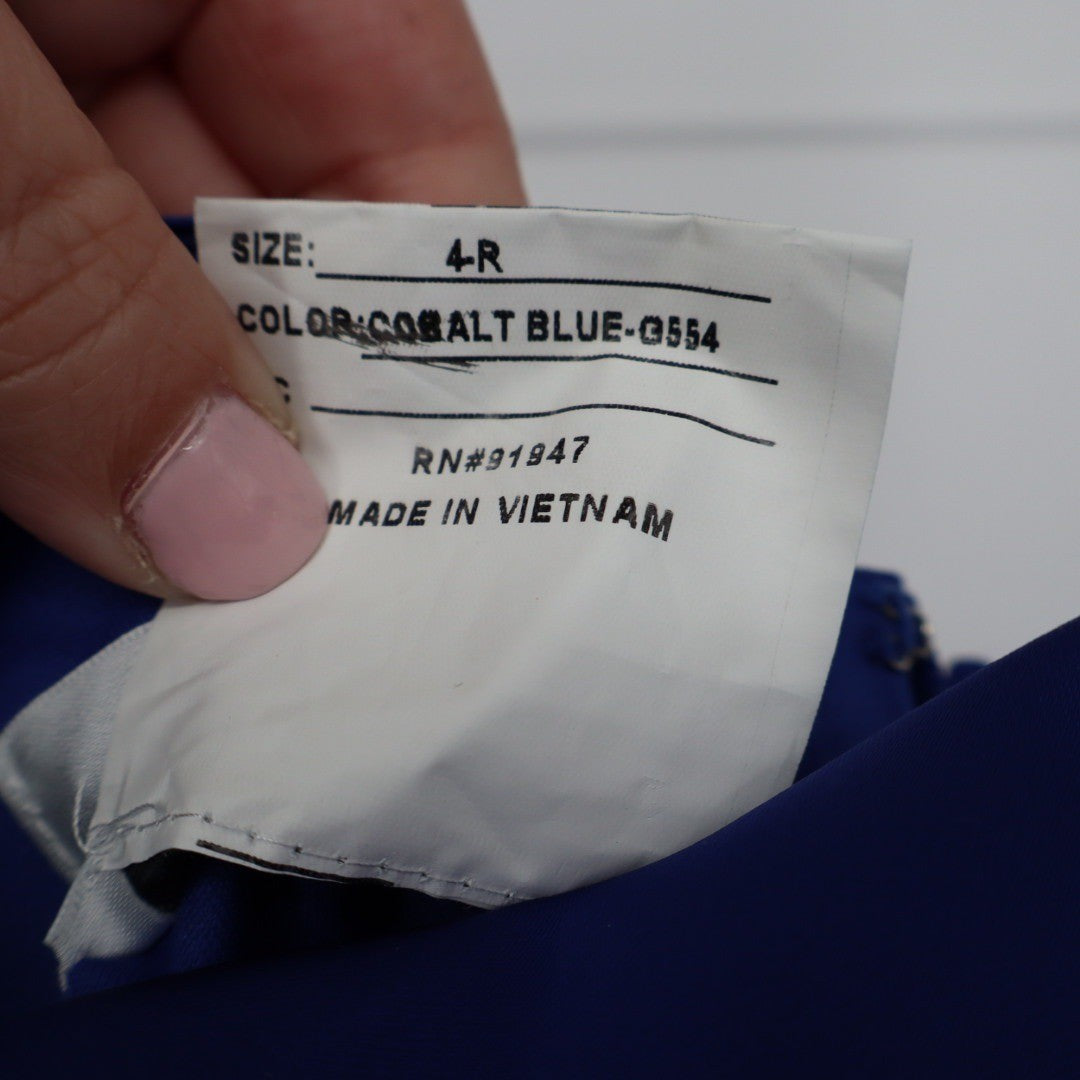 SIZE: 4-R
COLOR: COBALT BLUE-G554
RN#91947
MADE IN VIETNAM